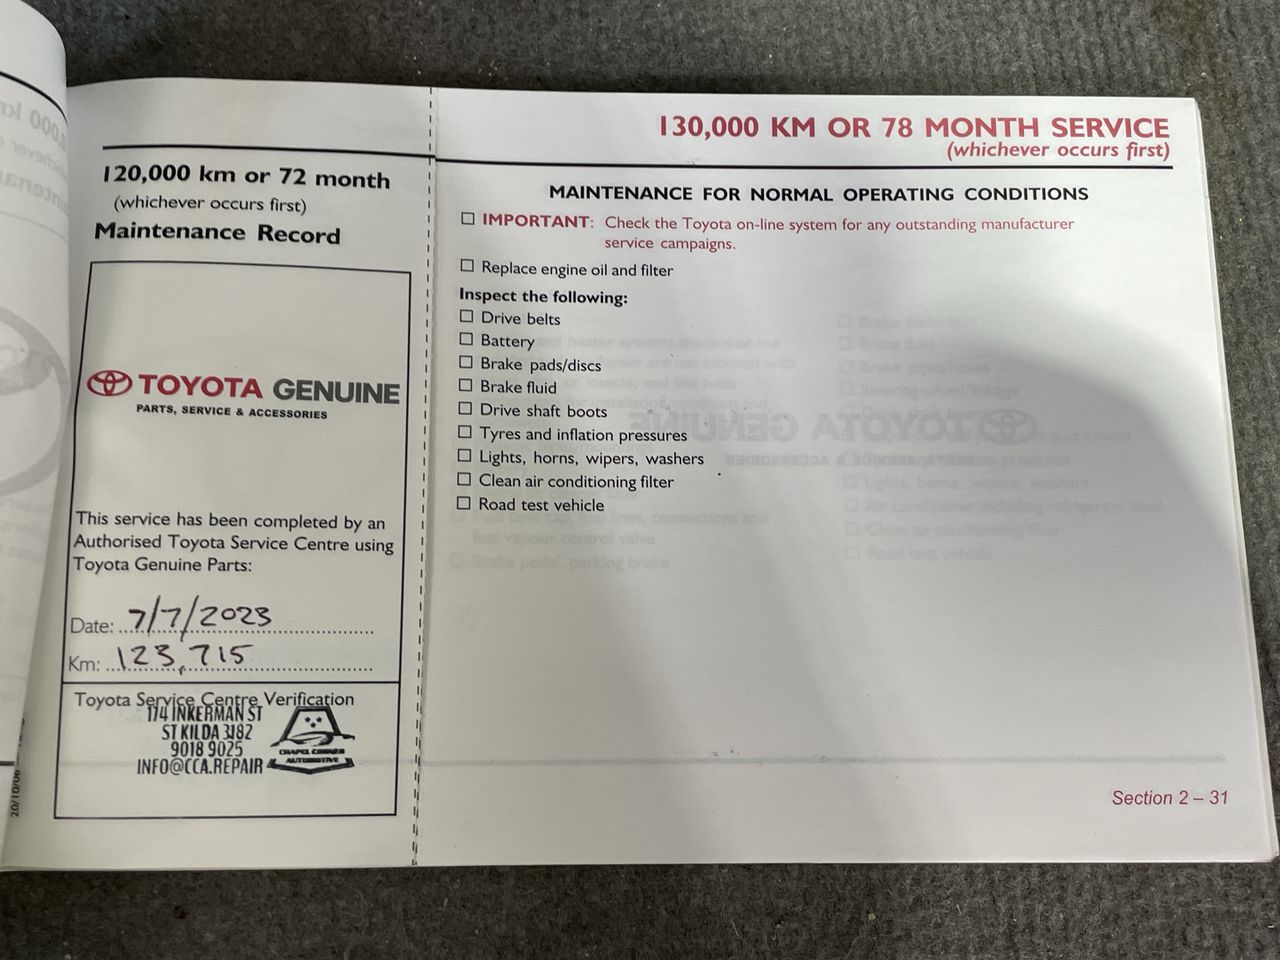 120,000 km or 72 month
(whichever occurs first)
Maintenance Record
TOYOTA GENUINE
PARTS, SERVICE & ACCESSORIES
This service has been completed by an
Authorised Toyota Service Centre using
Toyota Genuine Parts:
Date: 7/7/2023
Km: 123,715
Toyota Service Centre Verification
174 INKERMAN ST
ST KILDA 3182
9018 9025
INFO@CCA.REPAIR
CHAPEL CORNER
AUTOMOTIVE
130,000 KM OR 78 MONTH SERVICE
(whichever occurs first)
MAINTENANCE FOR NORMAL OPERATING CONDITIONS
IMPORTANT: Check the Toyota on-line system for any outstanding manufacturer
service campaigns.
Replace engine oil and filter
Inspect the following:
Drive belts
Battery
Brake pads/discs
Brake fluid
Drive shaft boots
Tyres and inflation pressures
Lights, horns, wipers, washers
Clean air conditioning filter
Road test vehicle
Section 2 – 31